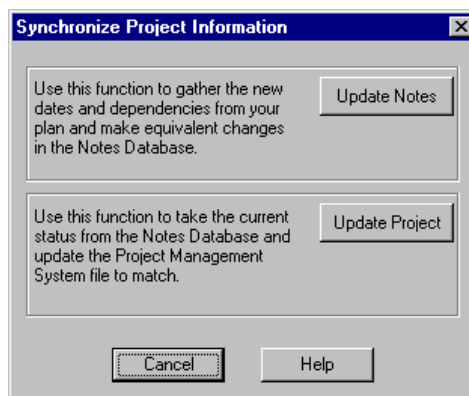 Synchronize Project Information
Use this function to gather the new
dates and dependencies from your
plan and make equivalent changes
in the Notes Database.
Update Notes
Use this function to take the current
status from the Notes Database and
update the Project Management
System file to match.
Update Project
Cancel
Help